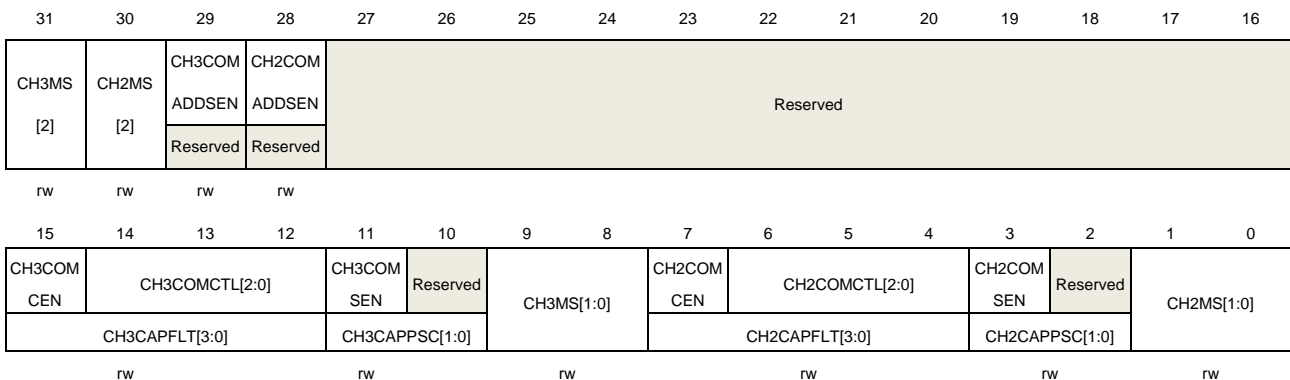 31 30 29 28 27 26 25 24 23 22 21 20 19 18 17 16
CH3MS
[2]
CH2MS
[2]
CH3COM
ADDSEN
CH2COM
ADDSEN
Reserved
Reserved Reserved
rw rw rw rw
15 14 13 12 11 10 9 8 7 6 5 4 3 2 1 0
CH3COM
CEN
CH3COMCTL[2:0]
CH3COM
SEN
Reserved
CH3MS[1:0]
CH2COM
CEN
CH2COMCTL[2:0]
CH2COM
SEN
Reserved
CH2MS[1:0]
CH3CAPFLT[3:0] CH3CAPPSC[1:0] CH2CAPFLT[3:0] CH2CAPPSC[1:0]
rw rw rw rw rw rw